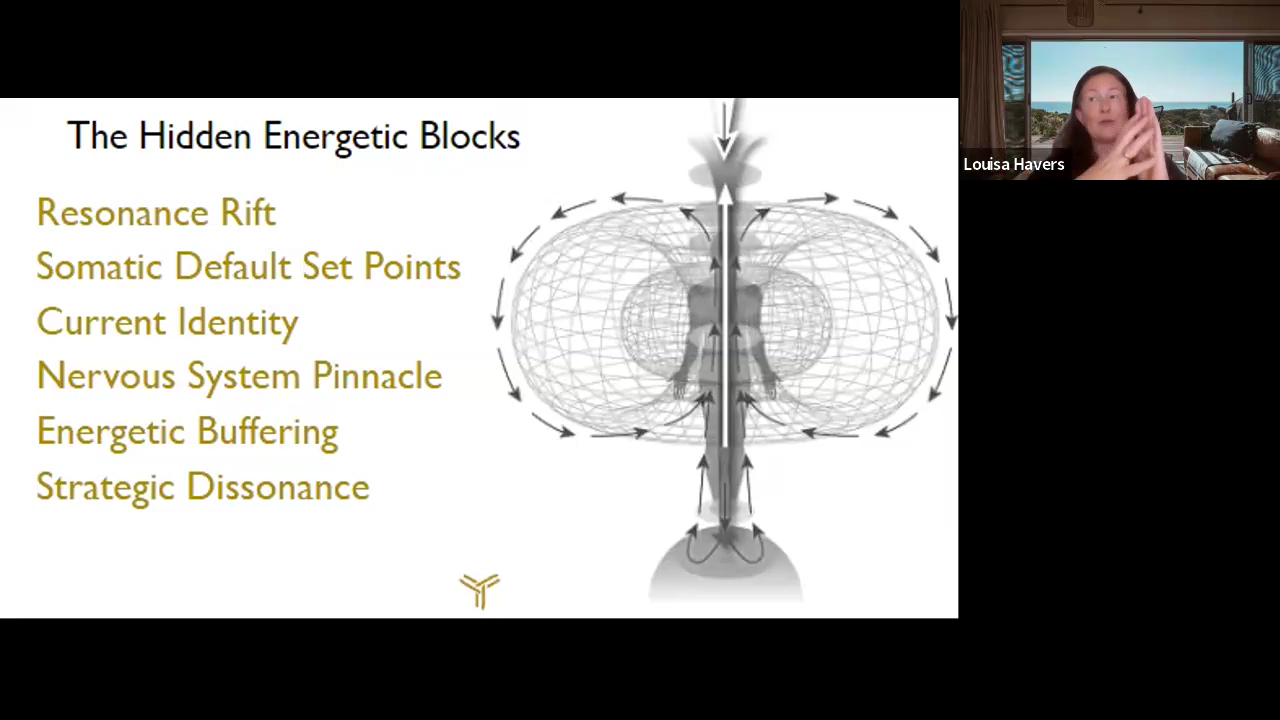 The Hidden Energetic Blocks
Resonance Rift
Somatic Default Set Points
Current Identity
Nervous System Pinnacle
Energetic Buffering
Strategic Dissonance
Louisa Havers